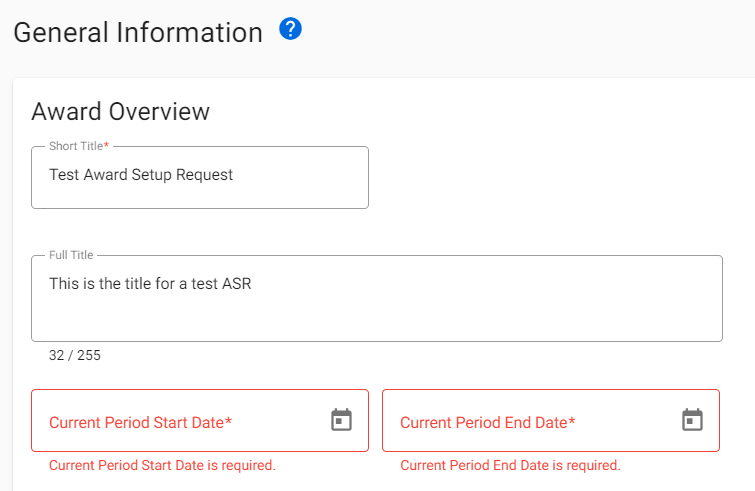 General Information ?
Award Overview
Short Title*
Test Award Setup Request
Full Title
This is the title for a test ASR
32 / 255
Current Period Start Date* Current Period End Date*
Current Period Start Date is required. Current Period End Date is required.